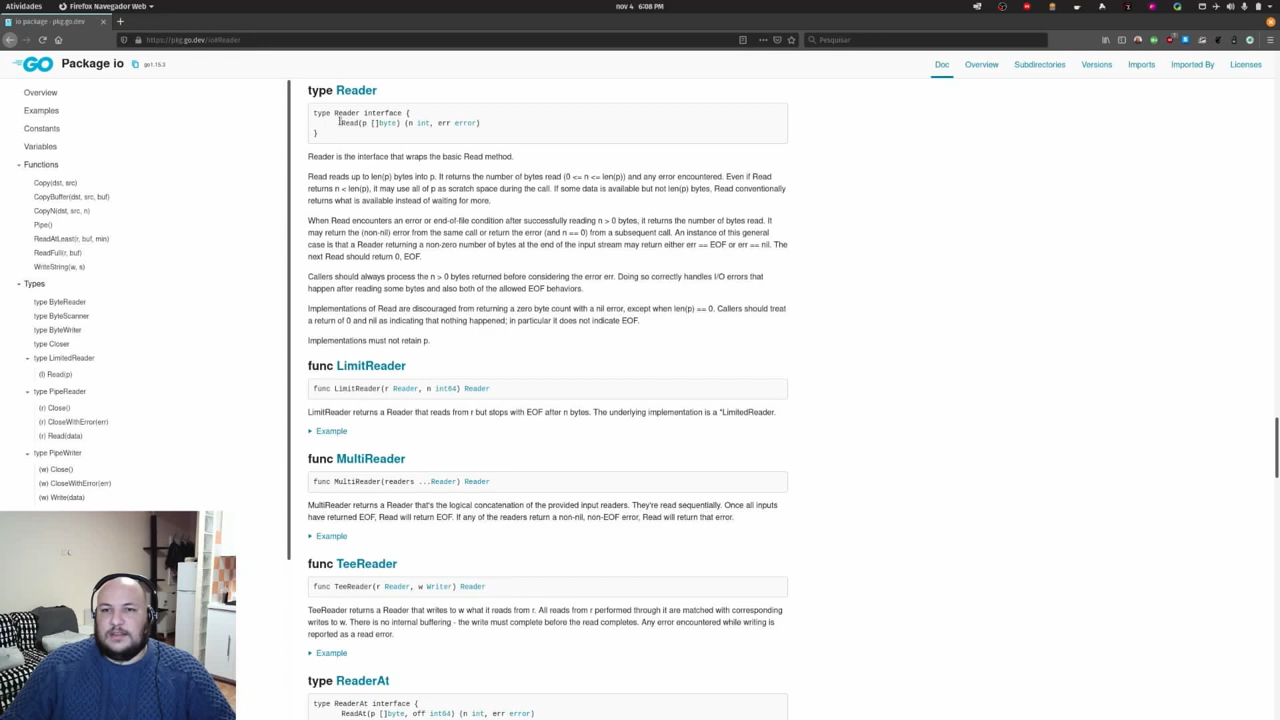 Atividades
Firefox Navegador Web
nov 4 6:08 PM
io package - pkg.go.dev
https://pkg.go.dev/io#Reader
Pesquisar
GO
Package io
go1.15.3
Doc
Overview
Subdirectories
Versions
Imports
Imported By
Licenses
Overview
Examples
Constants
Variables
Functions
Copy(dst, src)
CopyBuffer(dst, src, buf)
CopyN(dst, src, n)
Pipe()
ReadAtLeast(r, buf, min)
ReadFull(r, buf)
WriteString(w, s)
Types
type ByteReader
type ByteScanner
type ByteWriter
type Closer
type LimitedReader
(l) Read(p)
type PipeReader
(r) Close()
(r) CloseWithError(err)
(r) Read(data)
type PipeWriter
(w) Close()
(w) CloseWithError(err)
(w) Write(data)
type Reader
type Reader interface {
Read(p []byte) (n int, err error)
}
Reader is the interface that wraps the basic Read method.
Read reads up to len(p) bytes into p. It returns the number of bytes read (0 <= n <= len(p)) and any error encountered. Even if Read
returns n < len(p), it may use all of p as scratch space during the call. If some data is available but not len(p) bytes, Read conventionally
returns what is available instead of waiting for more.
When Read encounters an error or end-of-file condition after successfully reading n > 0 bytes, it returns the number of bytes read. It
may return the (non-nil) error from the same call or return the error (and n == 0) from a subsequent call. An instance of this general
case is that a Reader returning a non-zero number of bytes at the end of the input stream may return either err == EOF or err == nil. The
next Read should return 0, EOF.
Callers should always process the n > 0 bytes returned before considering the error err. Doing so correctly handles I/O errors that
happen after reading some bytes and also both of the allowed EOF behaviors.
Implementations of Read are discouraged from returning a zero byte count with a nil error, except when len(p) == 0. Callers should treat
a return of 0 and nil as indicating that nothing happened; in particular it does not indicate EOF.
Implementations must not retain p.
func LimitReader
func LimitReader(r Reader, n int64) Reader
LimitReader returns a Reader that reads from r but stops with EOF after n bytes. The underlying implementation is a *LimitedReader.
Example
func MultiReader
func MultiReader(readers ...Reader) Reader
MultiReader returns a Reader that's the logical concatenation of the provided input readers. They're read sequentially. Once all inputs
have returned EOF, Read will return EOF. If any of the readers return a non-nil, non-EOF error, Read will return that error.
Example
func TeeReader
func TeeReader(r Reader, w Writer) Reader
TeeReader returns a Reader that writes to w what it reads from r. All reads from r performed through it are matched with corresponding
writes to w. There is no internal buffering - the write must complete before the read completes. Any error encountered while writing is
reported as a read error.
Example
type ReaderAt
type ReaderAt interface {
ReadAt(p []byte, off int64) (n int, err error)